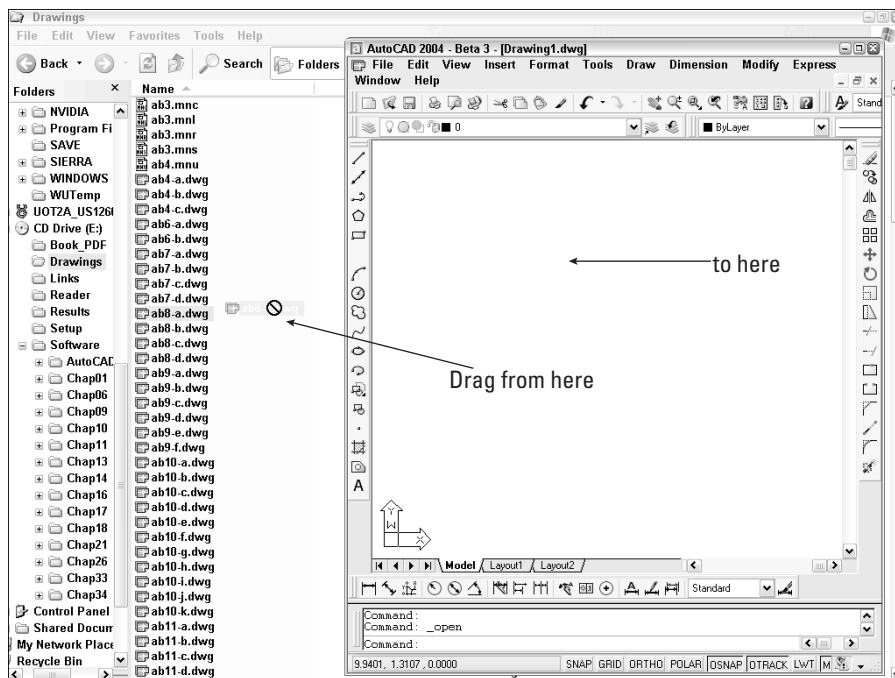 Drawings
File Edit View Favorites Tools Help
Back Search Folders
Folders × Name
NVIDIA
Program Fi
SAVE
SIERRA
WINDOWS
WUTemp
UOT2A_US126
CD Drive (E:)
Book_PDF
Drawings
Links
Reader
Results
Setup
Software
AutoCAD
Chap01
Chap06
Chap09
Chap10
Chap11
Chap13
Chap14
Chap16
Chap17
Chap18
Chap21
Chap26
Chap33
Chap34
Control Panel
Shared Docum
My Network Place
Recycle Bin
ab3.mnc
ab3.mnl
ab3.mnr
ab3.mns
ab4.mnu
ab4-a.dwg
ab4-b.dwg
ab4-c.dwg
ab6-a.dwg
ab6-b.dwg
ab7-a.dwg
ab7-b.dwg
ab7-c.dwg
ab7-d.dwg
ab8-a.dwg
ab8-b.dwg
ab8-c.dwg
ab8-d.dwg
ab9-a.dwg
ab9-b.dwg
ab9-c.dwg
ab9-d.dwg
ab9-e.dwg
ab9-f.dwg
ab10-a.dwg
ab10-b.dwg
ab10-c.dwg
ab10-d.dwg
ab10-e.dwg
ab10-f.dwg
ab10-g.dwg
ab10-h.dwg
ab10-i.dwg
ab10-j.dwg
ab10-k.dwg
ab11-a.dwg
ab11-b.dwg
ab11-c.dwg
ab11-d.dwg
AutoCAD 2004 - Beta 3 - [Drawing1.dwg]
File Edit View Insert Format Tools Draw Dimension Modify Express
Window Help
Stand
0 ByLayer
to here
Drag from here
A
Y
W
X
Model Layout1 Layout2
Standard
Command:
Command: _open
Command:
9.9401, 1.3107 , 0.0000 SNAP GRID ORTHO POLAR OSNAP OTRACK LWT M